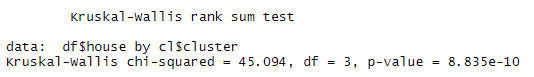 Kruskal-Wallis rank sum test
data: df$house by cl$cluster
Kruskal-Wallis chi-squared = 45.094, df = 3, p-value = 8.835e-10